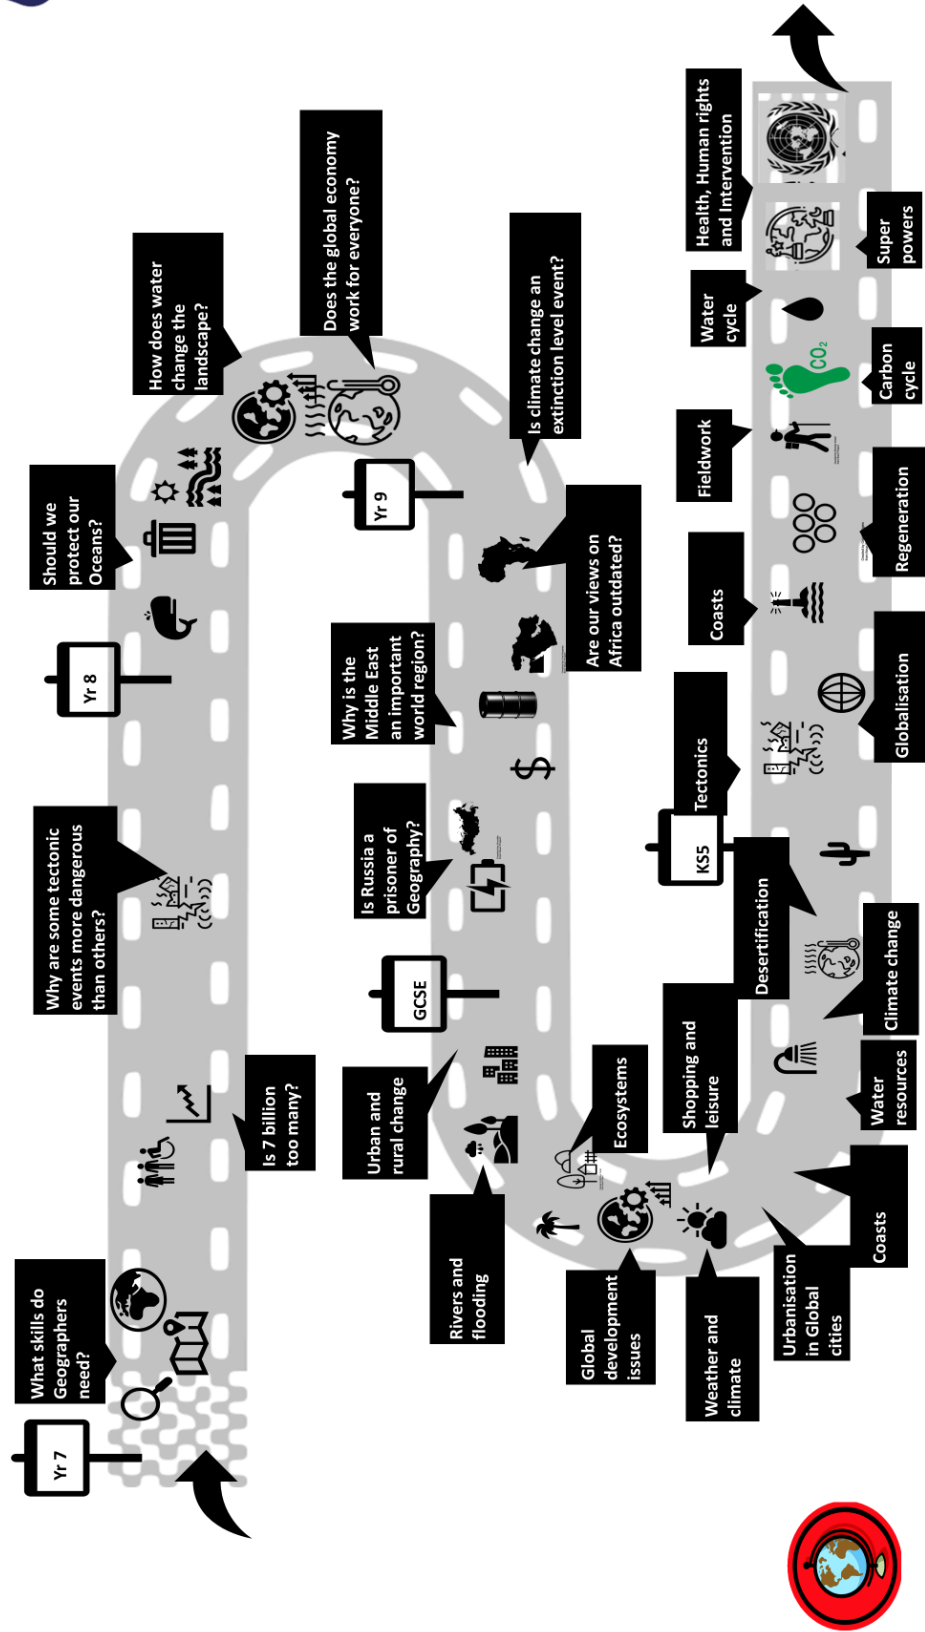 Yr 7
What skills do
Geographers
need?
Is 7 billion
too many?
Why are some tectonic
events more dangerous
than others?
Yr 8
Should we
protect our
Oceans?
How does water
change the
landscape?
Does the global economy
work for everyone?
Yr 9
Is climate change an
extinction level event?
Are our views on
Africa outdated?
Why is the
Middle East
an important
world region?
Is Russia a
prisoner of
Geography?
GCSE
Urban and
rural change
Rivers and
flooding
Ecosystems
Global
development
issues
Weather and
climate
Shopping and
leisure
Urbanisation
in Global
cities
Coasts
Water
resources
Climate change
Desertification
KS5
Tectonics
Globalisation
Coasts
Regeneration
Fieldwork
CO2
Carbon
cycle
Water
cycle
Super
powers
Health, Human rights
and Intervention